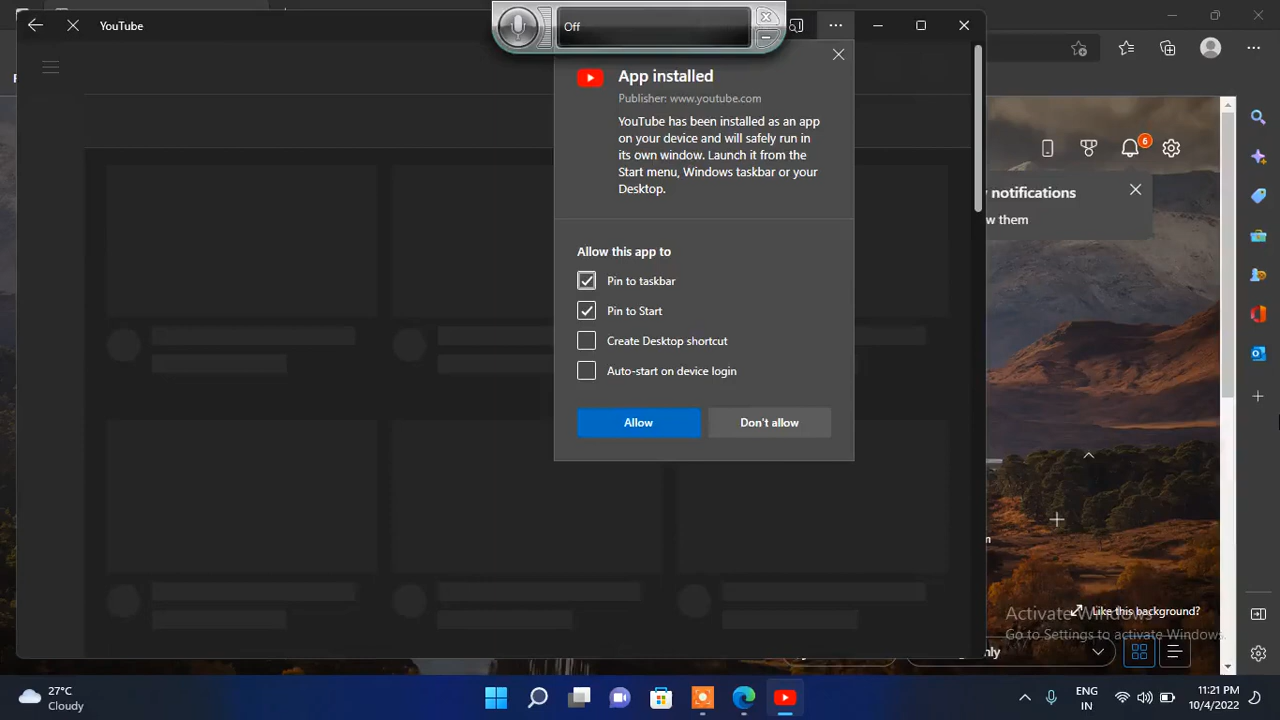 YouTube
Off
App installed
Publisher: www.youtube.com
YouTube has been installed as an app
on your device and will safely run in
its own window. Launch it from the
Start menu, Windows taskbar or your
Desktop.
Allow this app to
Pin to taskbar
Pin to Start
Create Desktop shortcut
Auto-start on device login
Allow
Don't allow
6
notifications
them
Like this background?
Activate Windows
Go to Settings to activate Windows.
27°C
Cloudy
ENG
IN
11:21 PM
10/4/2022